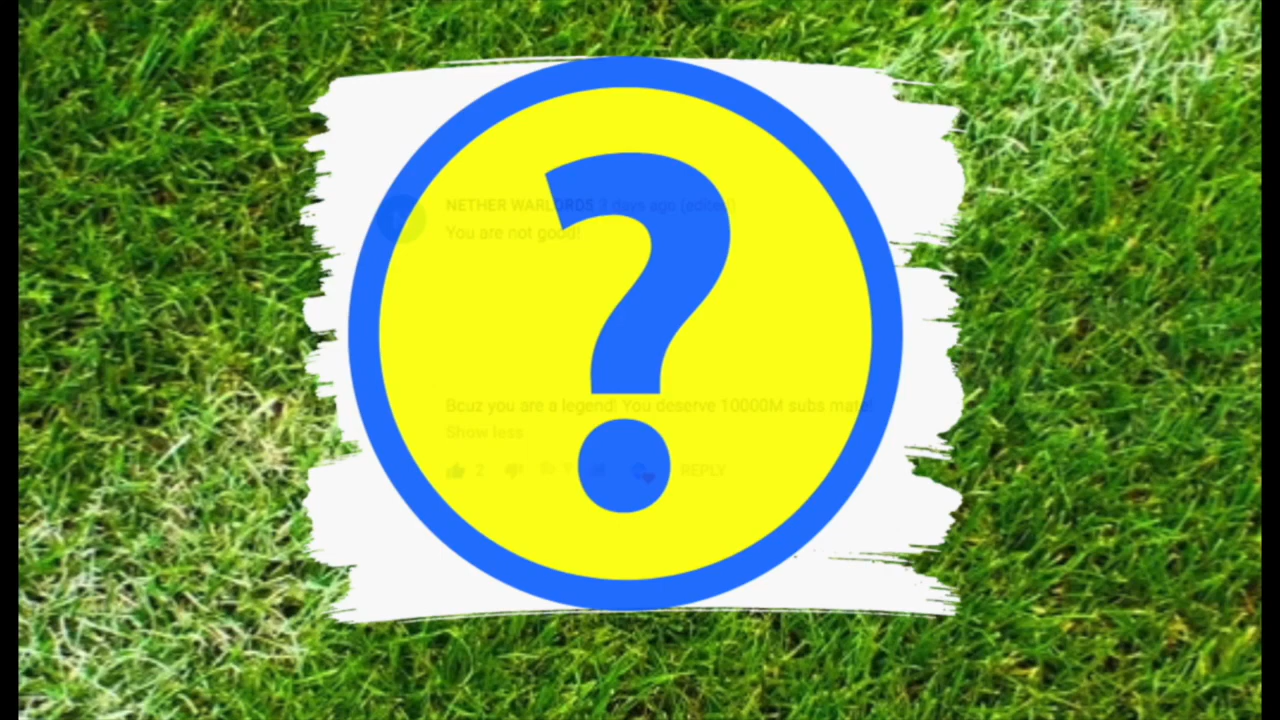 NETHER WARLORDS 3 days ago (edited)
You are not good!
Bcuz you are a legend! You deserve 10000M subs mate!
Show less
2 REPLY
?